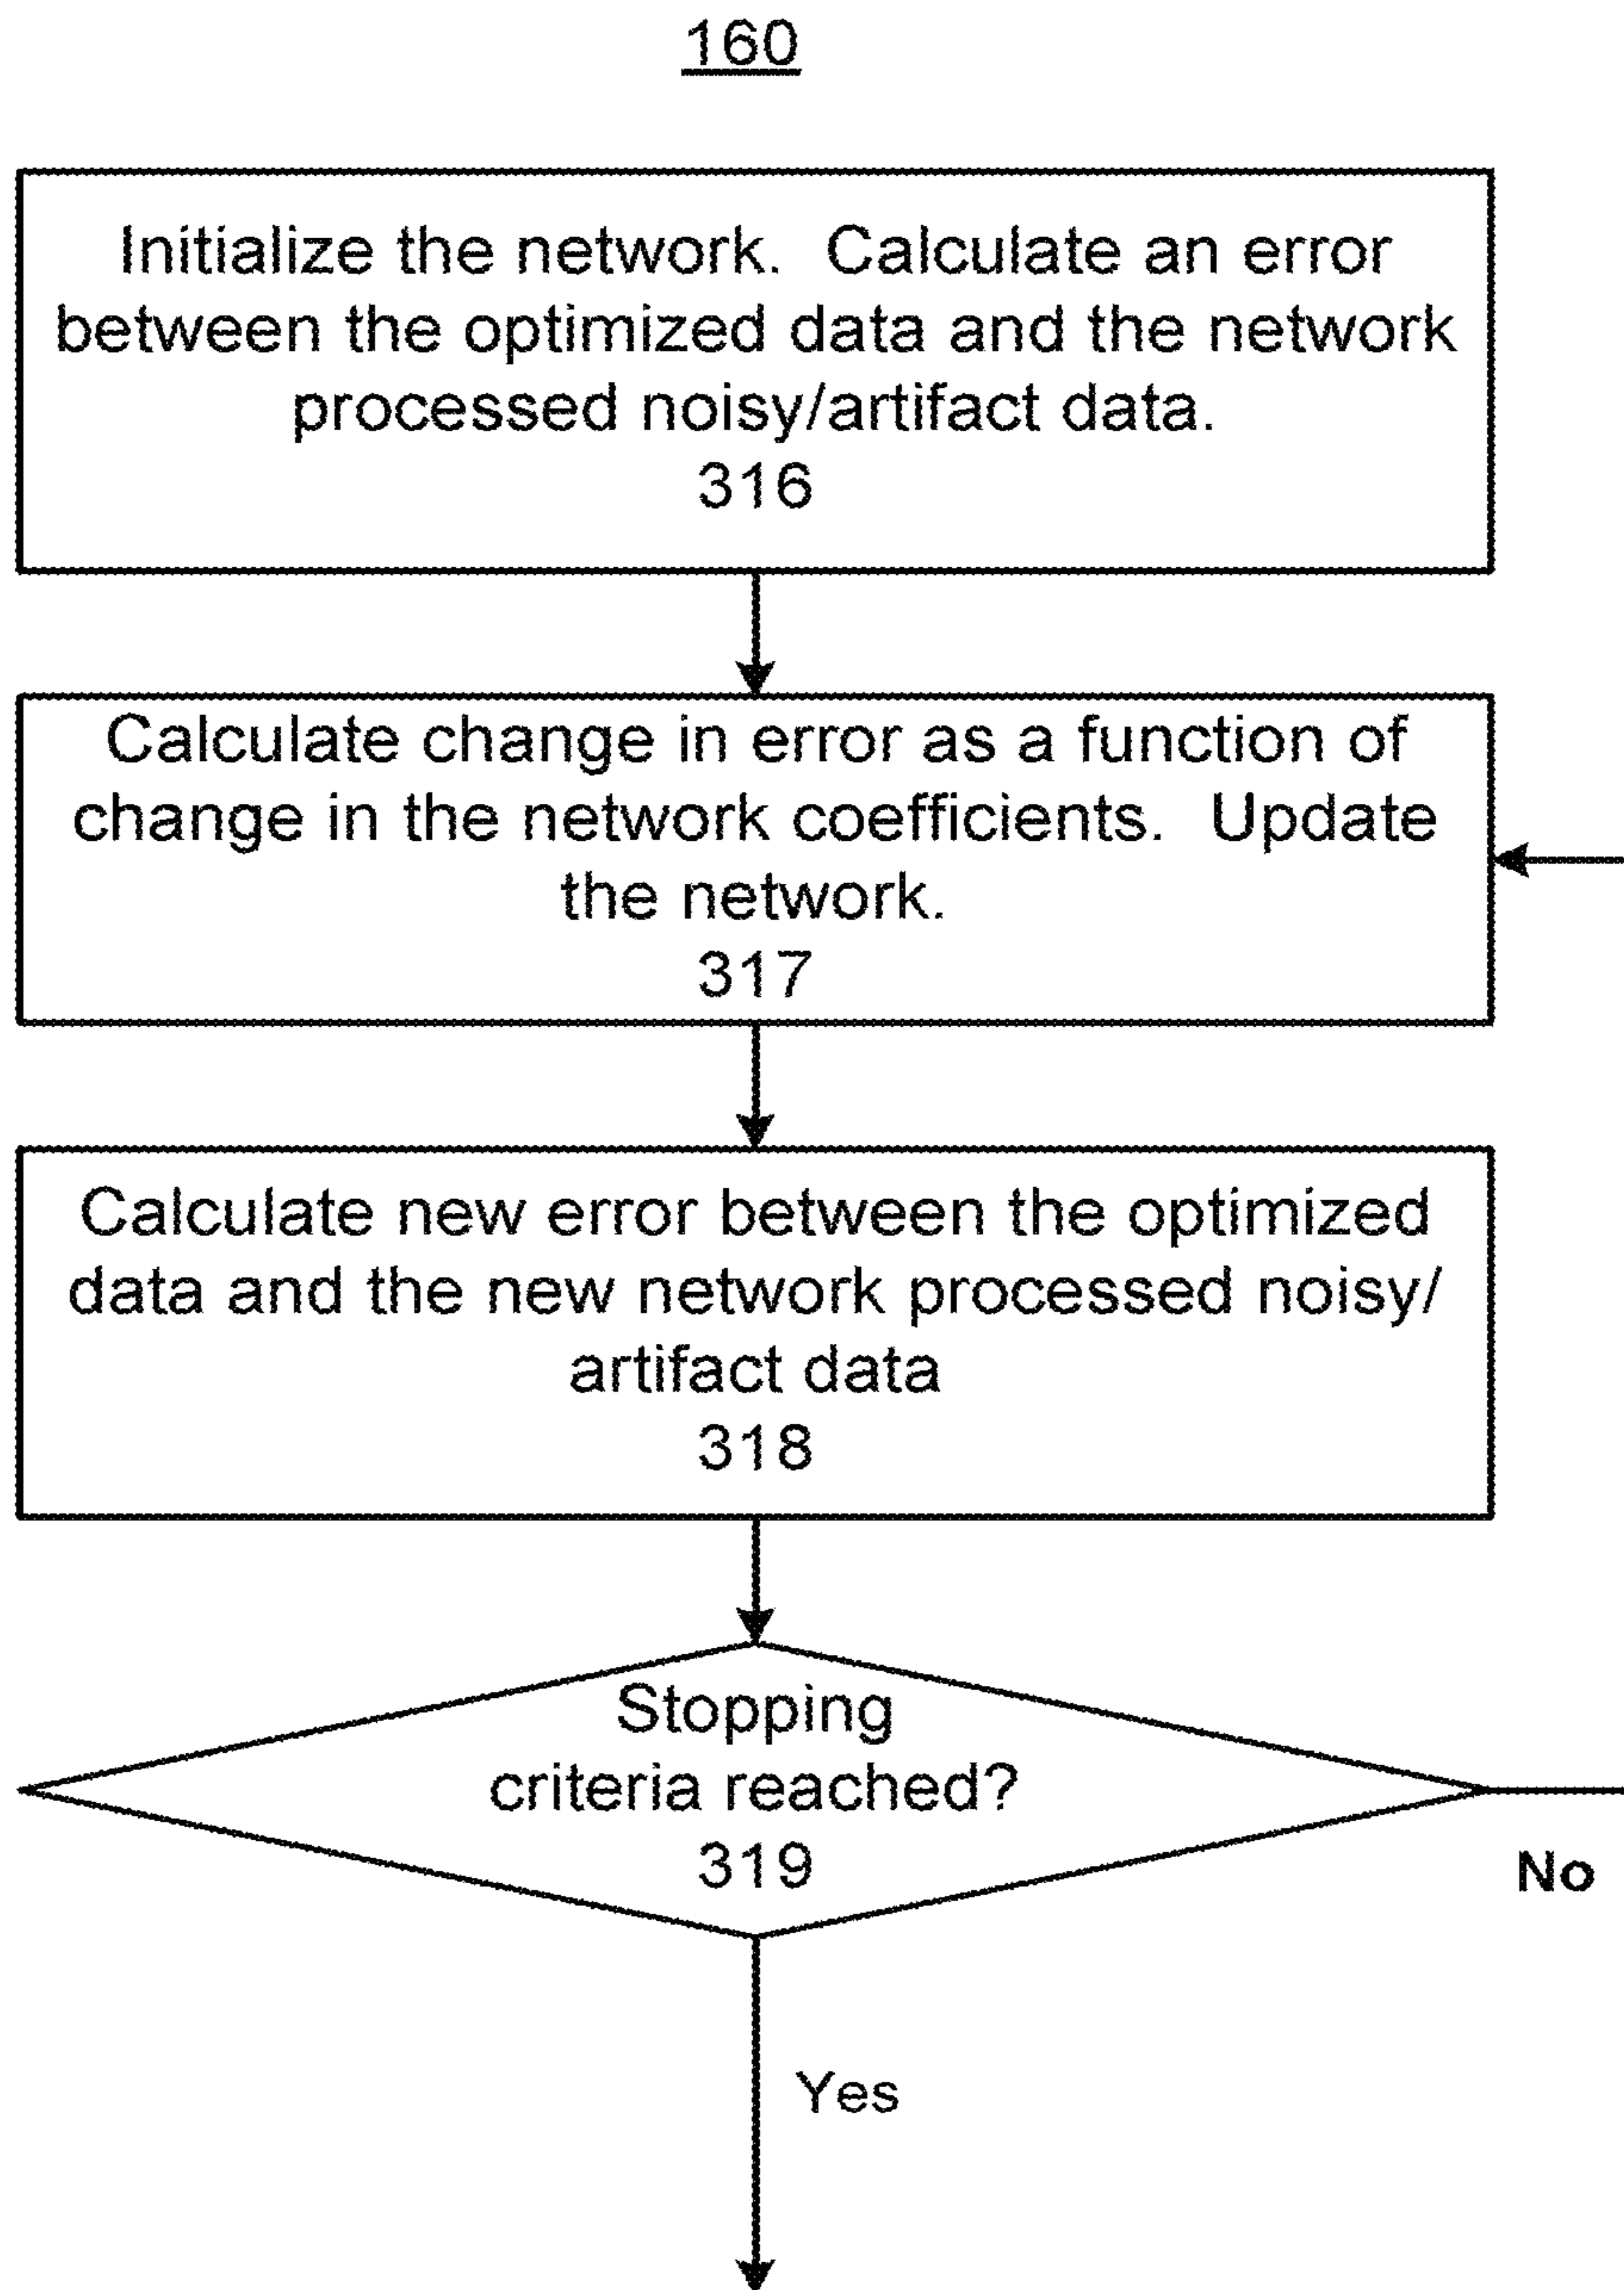 160
Initialize the network.  Calculate an error
between the optimized data and the network
processed noisy/artifact data.
316
Calculate change in error as a function of
change in the network coefficients.  Update
the network.
317
Calculate new error between the optimized
data and the new network processed noisy/
artifact data
318
Stopping
criteria reached?
319
No
Yes